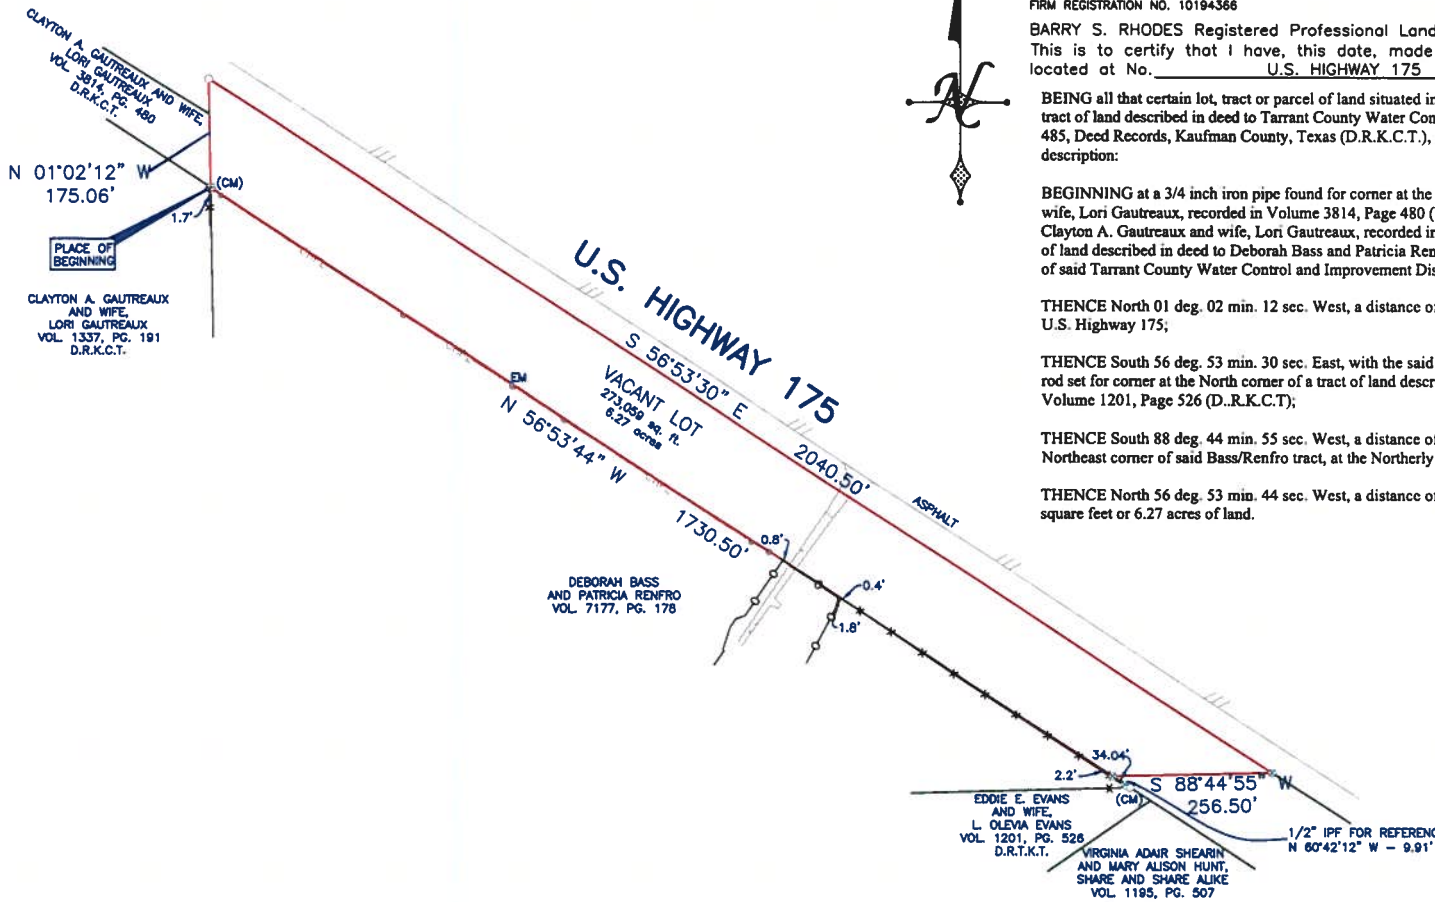 FIRM REGISTRATION NO. 10194366
BARRY S. RHODES Registered Professional Land
This is to certify that I have, this date, made
located at No. U.S. HIGHWAY 175
BEING all that certain lot, tract or parcel of land situated in
tract of land described in deed to Tarrant County Water Con
485, Deed Records, Kaufman County, Texas (D.R.K.C.T.),
description:
BEGINNING at a 3/4 inch iron pipe found for corner at the
wife, Lori Gautreaux, recorded in Volume 3814, Page 480 (
Clayton A. Gautreaux and wife, Lori Gautreaux, recorded in
of land described in deed to Deborah Bass and Patricia Ren
of said Tarrant County Water Control and Improvement Dis
THENCE North 01 deg. 02 min. 12 sec. West, a distance of
U.S. Highway 175;
THENCE South 56 deg. 53 min. 30 sec. East, with the said
rod set for corner at the North corner of a tract of land descr
Volume 1201, Page 526 (D..R.K.C.T);
THENCE South 88 deg. 44 min. 55 sec. West, a distance of
Northeast corner of said Bass/Renfro tract, at the Northerly
THENCE North 56 deg. 53 min. 44 sec. West, a distance of
square feet or 6.27 acres of land.
N
CLAYTON A. GAUTREAUX AND WIFE,
LORI GAUTREAUX
VOL. 3814, PG. 480
D.R.K.C.T.
N 01°02'12" W
175.06'
(CM)
1.7'
PLACE OF
BEGINNING
CLAYTON A. GAUTREAUX
AND WIFE,
LORI GAUTREAUX
VOL. 1337, PG. 191
D.R.K.C.T.
U.S. HIGHWAY 175
S 56°53'30" E
2040.50'
ASPHALT
VACANT LOT
273,059 sq. ft.
6.27 acres
EM
N 56°53'44" W
1730.50'
0.8'
0.4'
1.8'
DEBORAH BASS
AND PATRICIA RENFRO
VOL. 7177, PG. 178
34.04'
2.2'
S 88°44'55" W
256.50'
(CM)
EDDIE E. EVANS
AND WIFE,
L. OLEVIA EVANS
VOL. 1201, PG. 526
D.R.T.K.T.
VIRGINIA ADAIR SHEARIN
AND MARY ALISON HUNT,
SHARE AND SHARE ALIKE
VOL. 1195, PG. 507
1/2" IPF FOR REFERENC
N 60°42'12" W - 9.91'